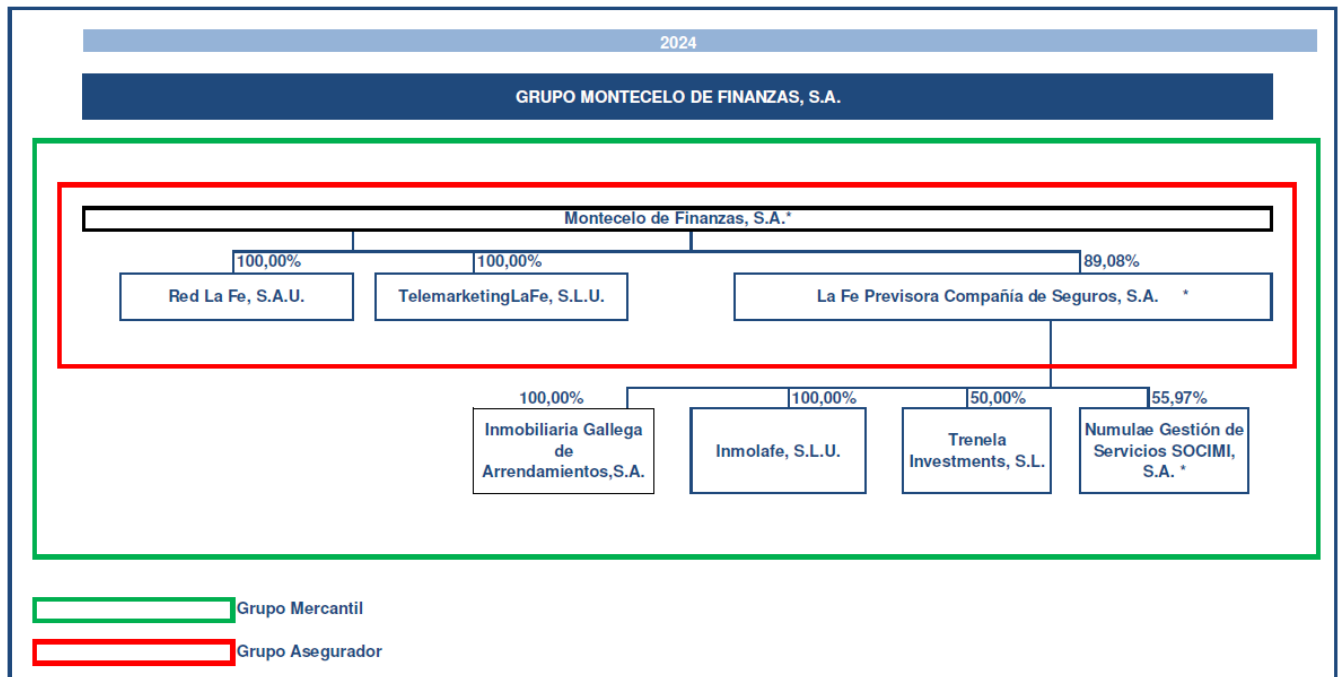 2024
GRUPO MONTECELO DE FINANZAS, S.A.
Montecelo de Finanzas, S.A.*
100,00%
100,00%
89,08%
Red La Fe, S.A.U.
TelemarketingLaFe, S.L.U.
La Fe Previsora Compañía de Seguros, S.A. *
100,00%
100,00%
50,00%
55,97%
Inmobiliaria Gallega
de
Arrendamientos,S.A.
Inmolafe, S.L.U.
Trenela
Investments, S.L.
Numulae Gestión de
Servicios SOCIMI,
S.A. *
Grupo Mercantil
Grupo Asegurador